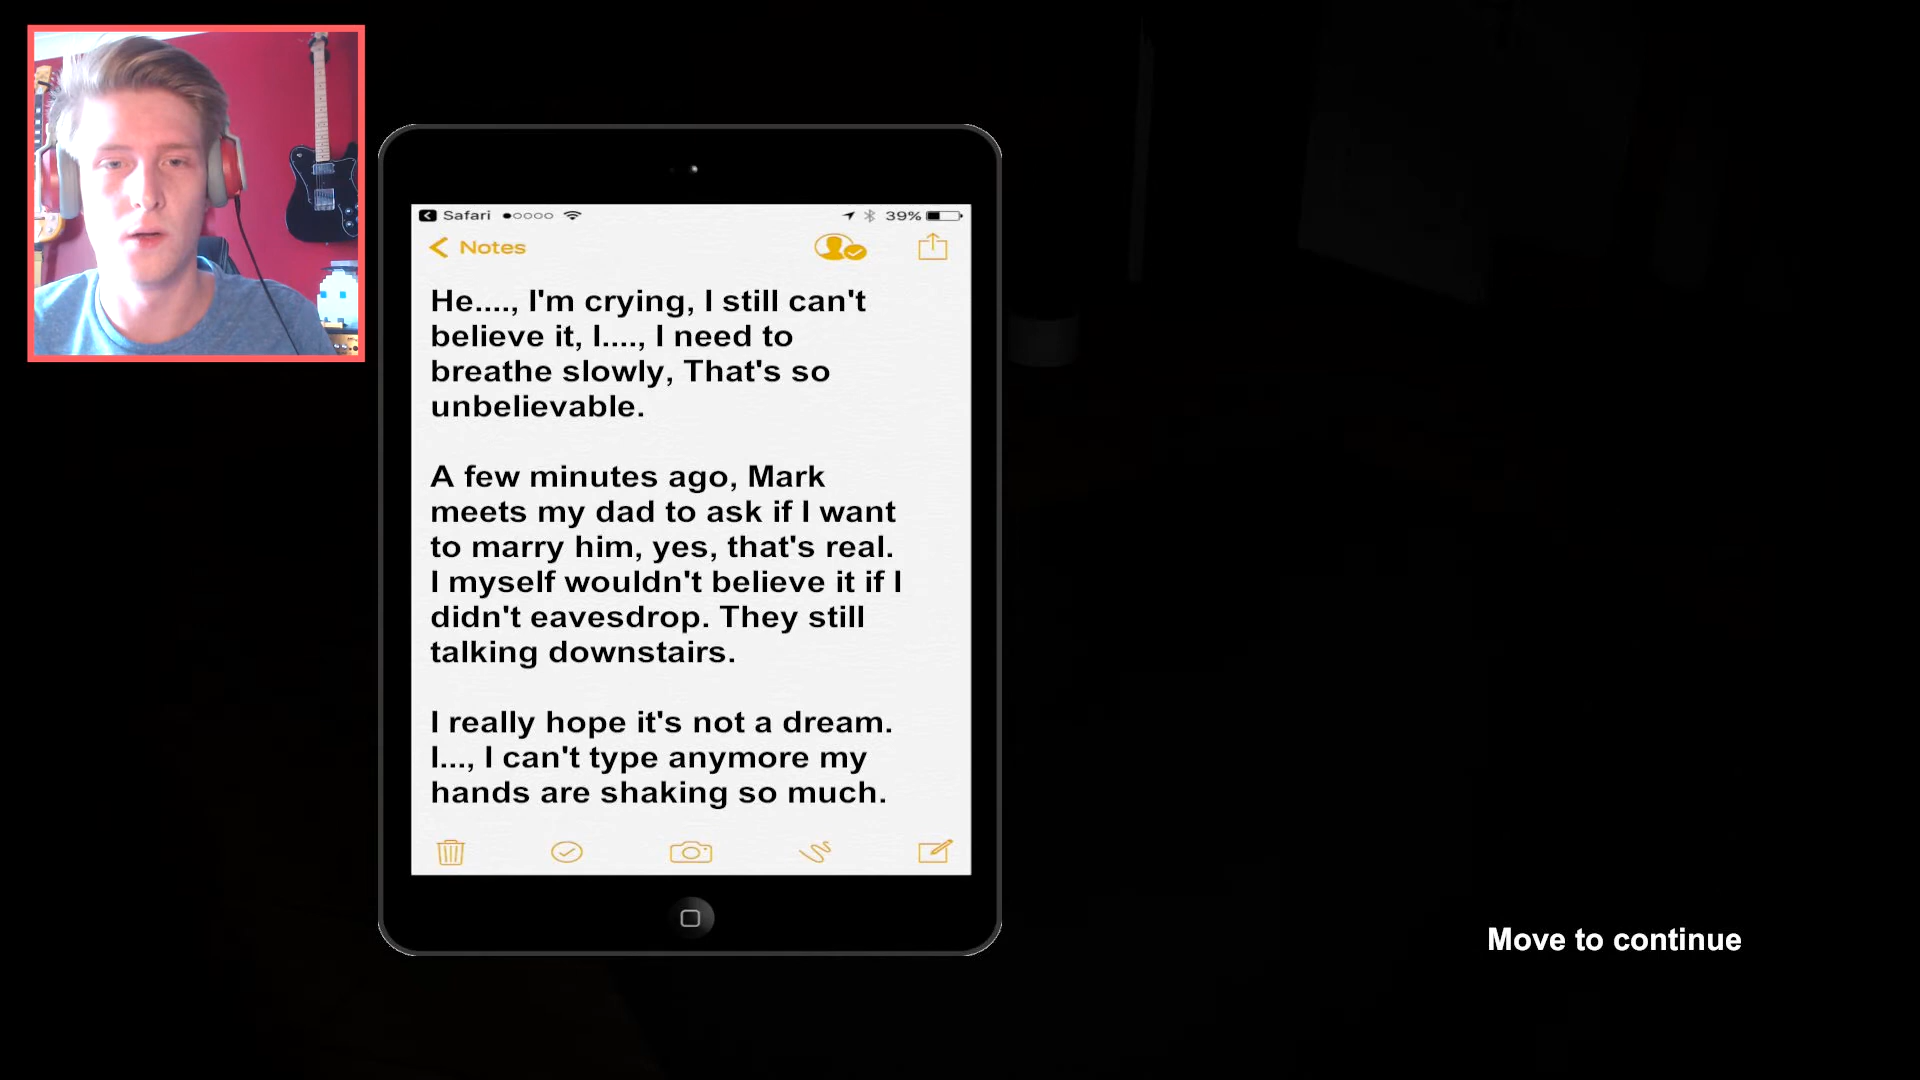 Safari
39%
Notes
He...., I'm crying, I still can't
believe it, I...., I need to
breathe slowly, That's so
unbelievable.
A few minutes ago, Mark
meets my dad to ask if I want
to marry him, yes, that's real.
I myself wouldn't believe it if I
didn't eavesdrop. They still
talking downstairs.
I really hope it's not a dream.
I..., I can't type anymore my
hands are shaking so much.
Move to continue